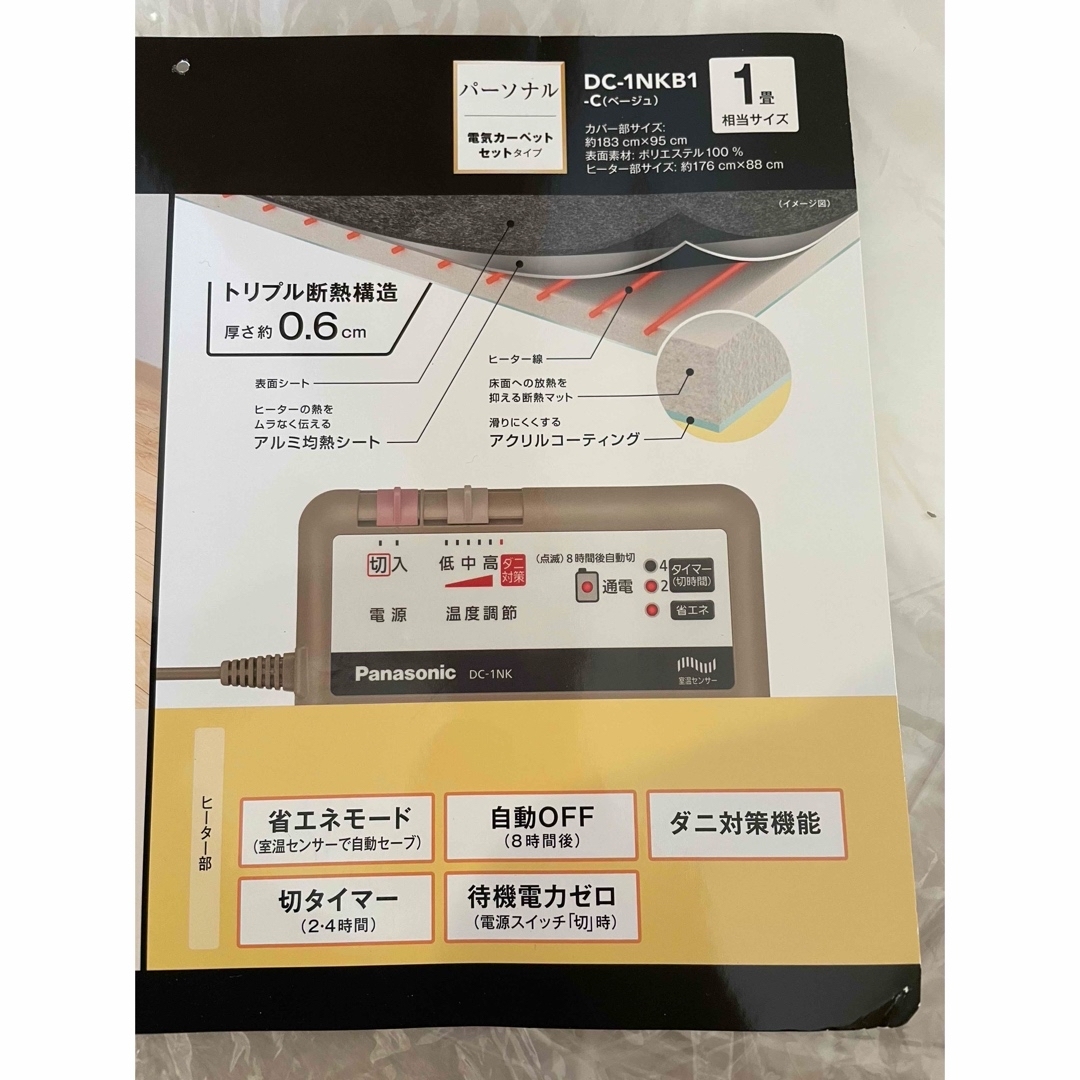 パーソナル
電気カーペット
セットタイプ
DC-1NKB1
-C(ベージュ)
1畳
相当サイズ
カバー部サイズ:
約183 cm×95 cm
表面素材: ポリエステル100 %
ヒーター部サイズ: 約176 cm×88 cm
(イメージ図)
トリプル断熱構造
厚さ約0.6cm
表面シート
ヒーターの熱を
ムラなく伝える
アルミ均熱シート
ヒーター線
床面への放熱を
抑える断熱マット
滑りにくくする
アクリルコーティング
切 入
電源
低 中 高 ダニ対策
温度調節
(点滅)8時間後自動切
通電
4
2
タイマー
(切時間)
省エネ
Panasonic DC-1NK
室温センサー
ヒーター部
省エネモード
(室温センサーで自動セーブ)
自動OFF
(8時間後)
ダニ対策機能
切タイマー
(2・4時間)
待機電力ゼロ
(電源スイッチ「切」時)